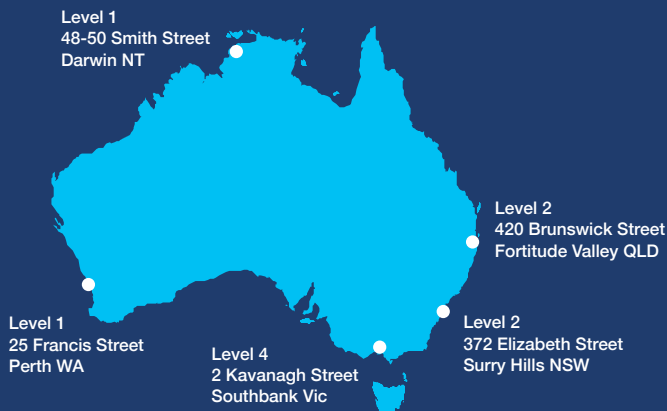 Level 1
48-50 Smith Street
Darwin NT
Level 2
420 Brunswick Street
Fortitude Valley QLD
Level 1
25 Francis Street
Perth WA
Level 4
2 Kavanagh Street
Southbank Vic
Level 2
372 Elizabeth Street
Surry Hills NSW